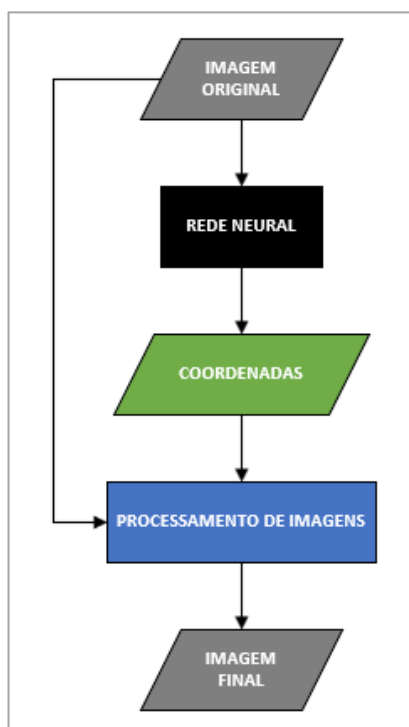 IMAGEM
ORIGINAL
REDE NEURAL
COORDENADAS
PROCESSAMENTO DE IMAGENS
IMAGEM
FINAL